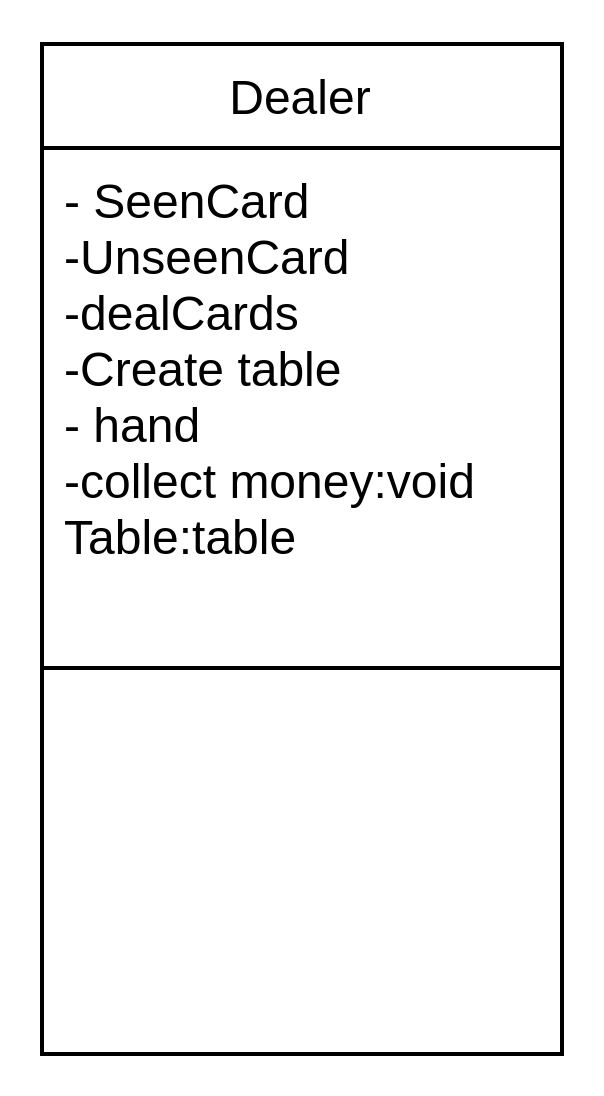 Dealer
- SeenCard
-UnseenCard
-dealCards
-Create table
- hand
-collect money:void
Table:table